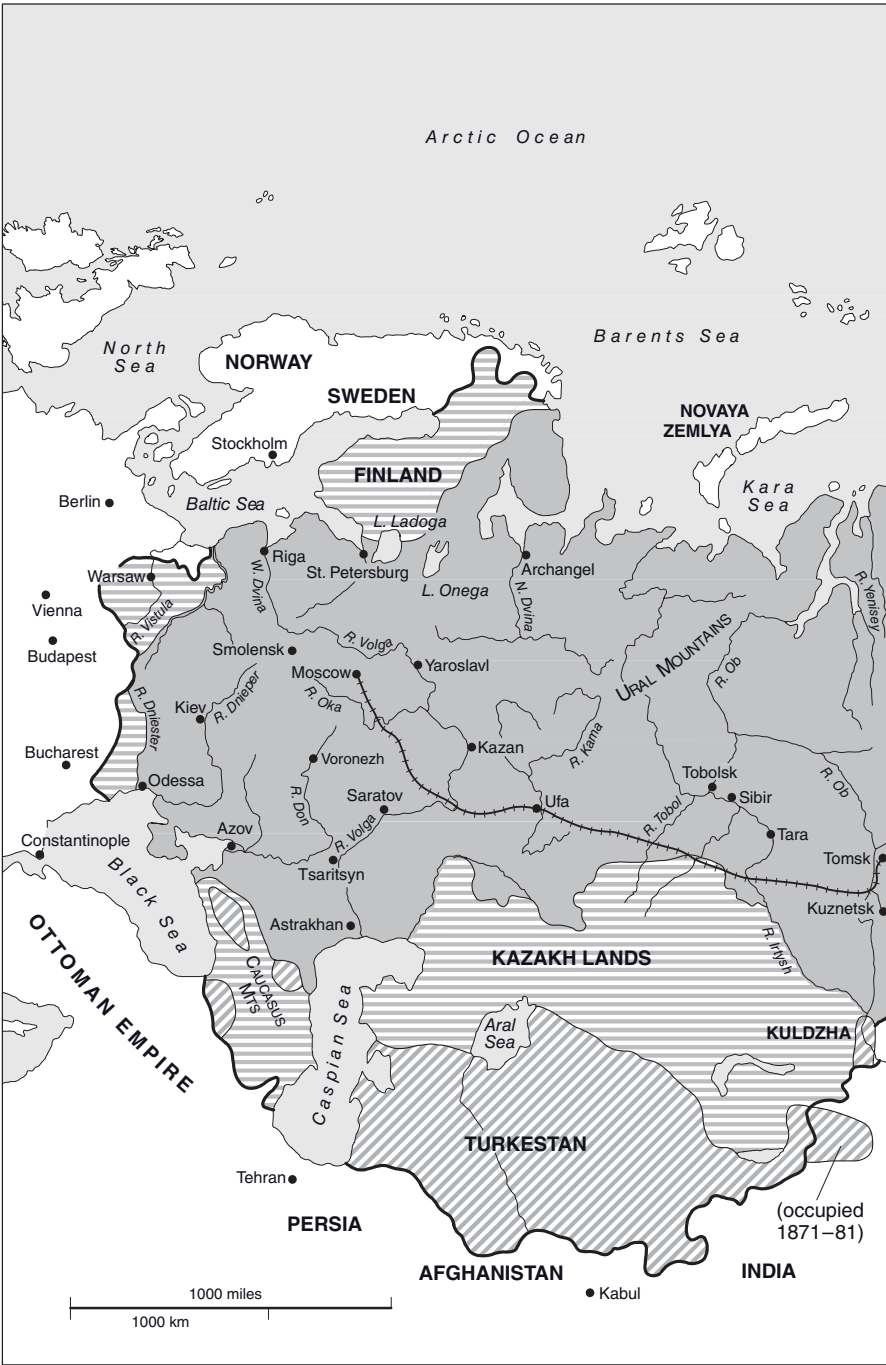 Arctic Ocean
North
Sea
NORWAY
Barents Sea
SWEDEN
NOVAYA
ZEMLYA
Stockholm
FINLAND
Kara
Sea
Berlin
Baltic Sea
L. Ladoga
Riga
St. Petersburg
Archangel
Warsaw
W. Dvina
L. Onega
N. Dvina
R. Yenisey
Vienna
R. Vistula
Budapest
Smolensk
R. Volga
Yaroslavl
URAL MOUNTAINS
Moscow
R. Ob
R. Dniester
Kiev
R. Dnieper
R. Oka
Bucharest
Voronezh
Kazan
R. Kama
Odessa
R. Don
Saratov
Ufa
Tobolsk
Sibir
R. Ob
R. Tobol
Constantinople
Azov
R. Volga
Tara
Tsaritsyn
Tomsk
Black Sea
Kuznetsk
Astrakhan
R. Irtysh
OTTOMAN EMPIRE
CAUCASUS
MTS
KAZAKH LANDS
Caspian Sea
Aral
Sea
KULDZHA
TURKESTAN
Tehran
PERSIA
(occupied
1871–81)
AFGHANISTAN
INDIA
Kabul
1000 miles
1000 km